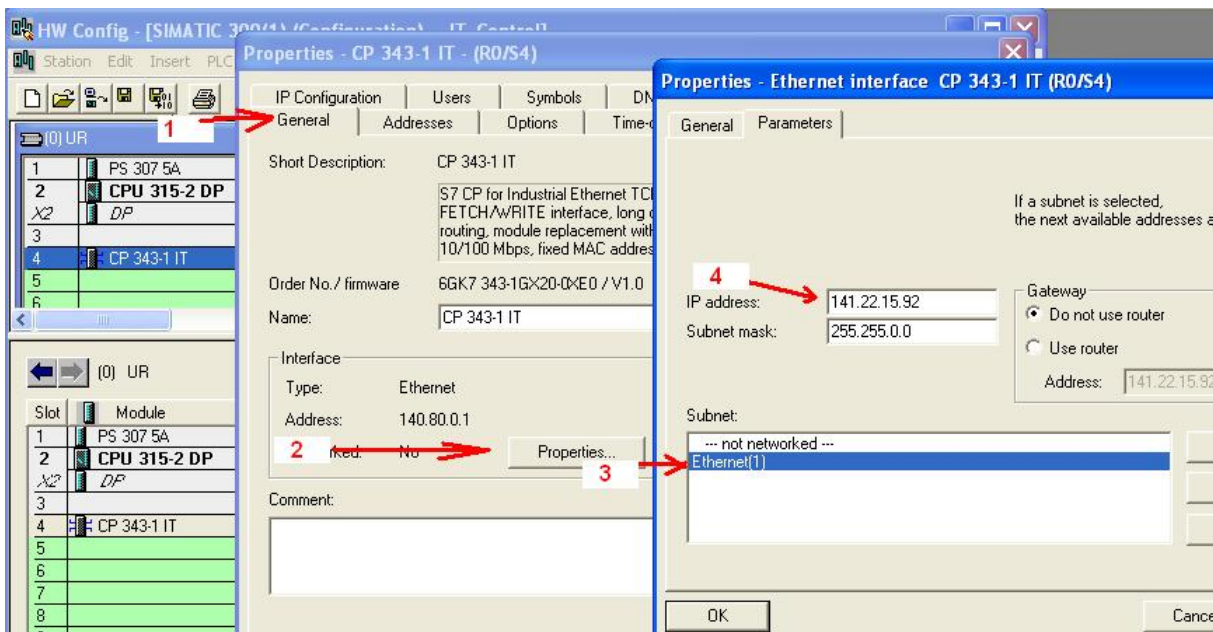 HW Config - [SIMATIC 300(1) (Configuration) -- IT_Control]
Station Edit Insert PLC
(0) UR
1 PS 307 5A
2 CPU 315-2 DP
X2 DP
3
4 CP 343-1 IT
5
6
(0) UR
Slot Module
1 PS 307 5A
2 CPU 315-2 DP
X2 DP
3
4 CP 343-1 IT
5
6
7
8
1
Properties - CP 343-1 IT - (R0/S4)
IP Configuration Users Symbols DN
General Addresses Options Time-
Short Description: CP 343-1 IT
S7 CP for Industrial Ethernet TC
FETCH/WRITE interface, long
routing, module replacement with
10/100 Mbps, fixed MAC addres
Order No./ firmware 6GK7 343-1GX20-0XE0 / V1.0
Name: CP 343-1 IT
Interface
Type: Ethernet
Address: 140.80.0.1
2 rked: No Properties...
3
Comment:
Properties - Ethernet interface CP 343-1 IT (R0/S4)
General Parameters
If a subnet is selected,
the next available addresses a
4
IP address: 141.22.15.92
Subnet mask: 255.255.0.0
Gateway
Do not use router
Use router
Address: 141.22.15.92
Subnet:
--- not networked ---
Ethernet(1)
OK Cance